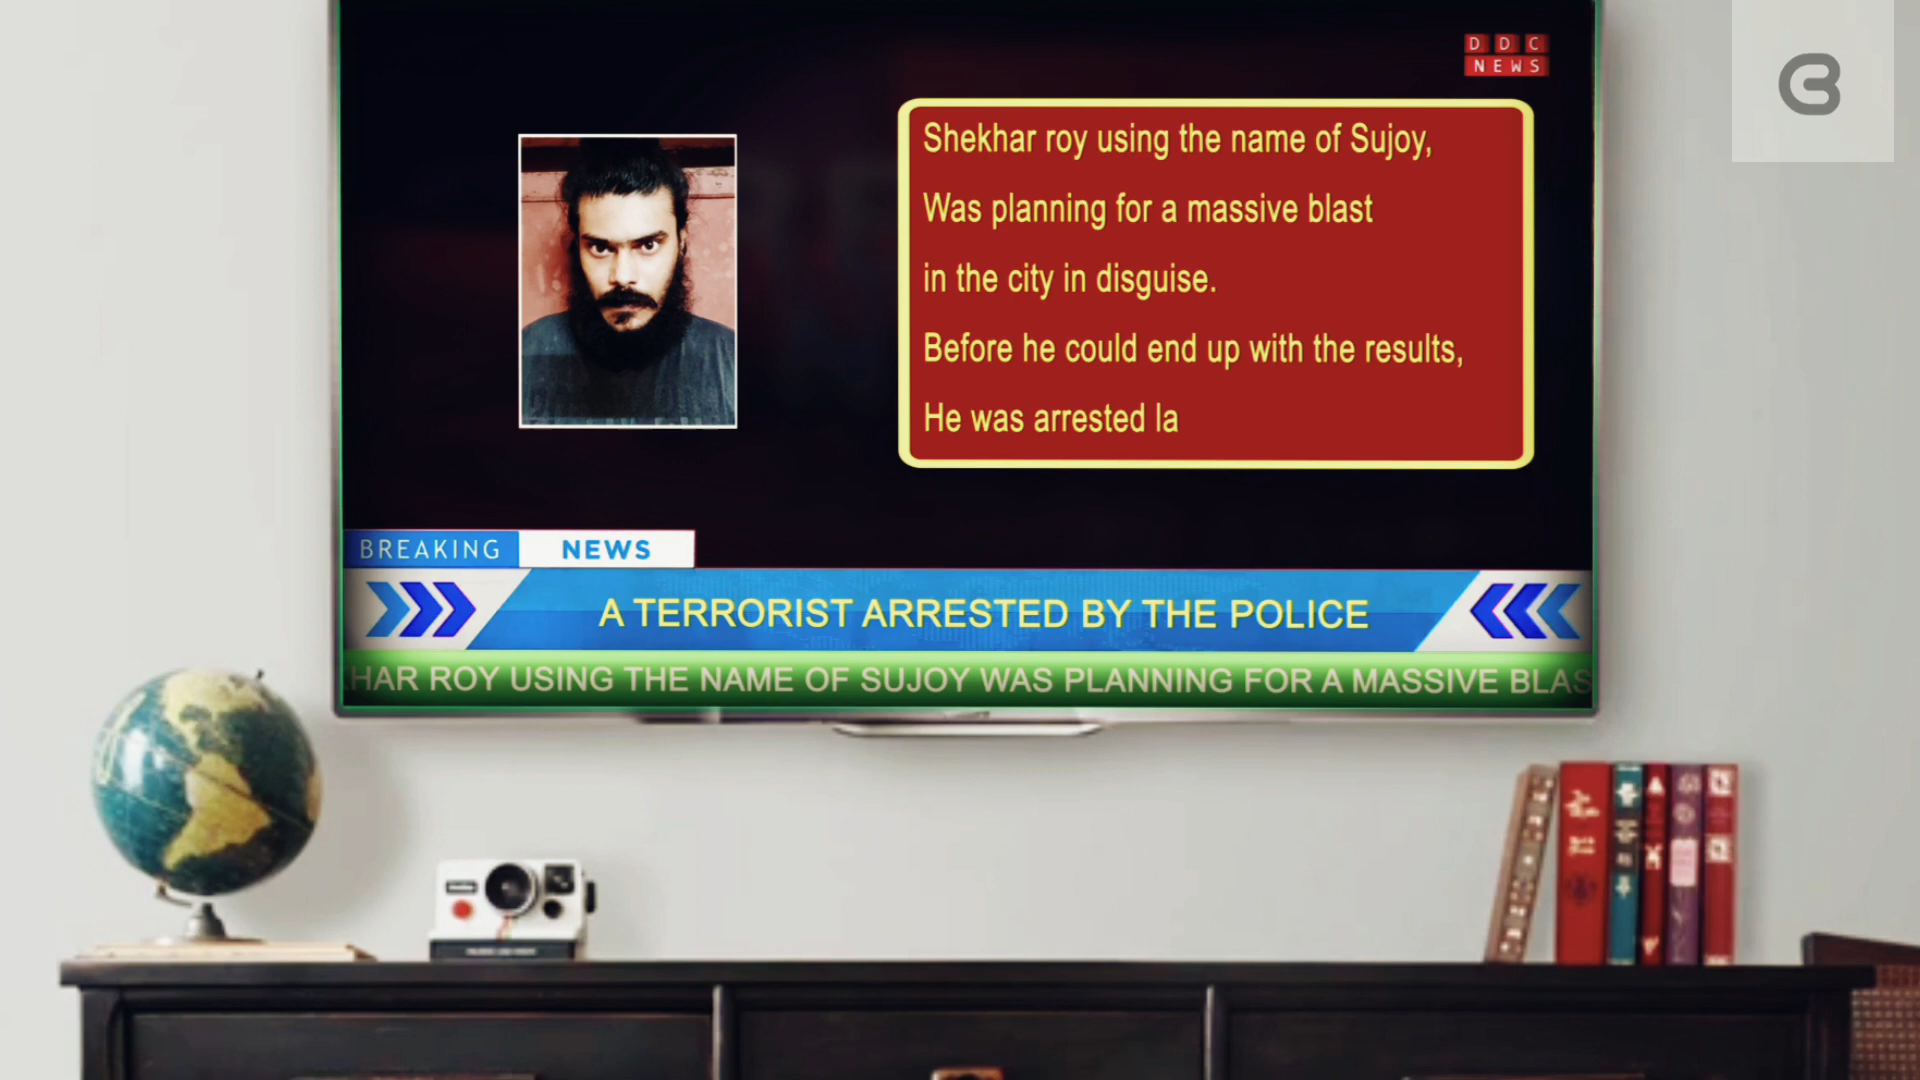 D D C
NEWS
Shekhar roy using the name of Sujoy,
Was planning for a massive blast
in the city in disguise.
Before he could end up with the results,
He was arrested la
BREAKING NEWS
A TERRORIST ARRESTED BY THE POLICE
HAR ROY USING THE NAME OF SUJOY WAS PLANNING FOR A MASSIVE BLAS